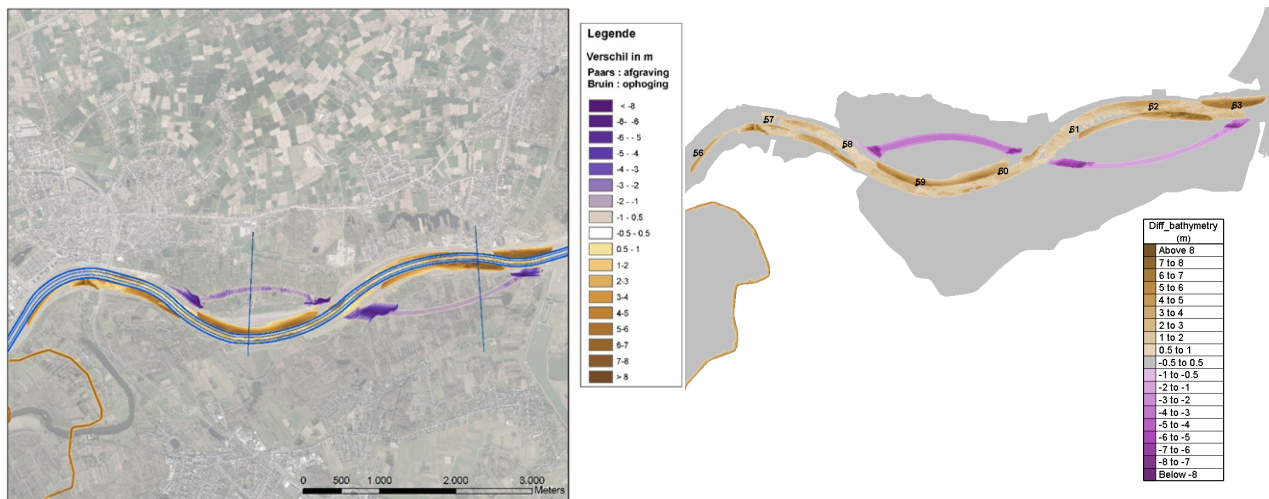 Legende
Verschil in m
Paars : afgraving
Bruin : ophoging
< -8
-8- -6
-6 - -5
-5 - -4
-4 - -3
-3 - -2
-2 - -1
-1 - 0.5
-0.5 - 0.5
0.5 - 1
1-2
2-3
3-4
4-5
5-6
6-7
7-8
> 8
0 500 1.000 2.000 3.000
Meters
56
57
58
59
60
61
62
63
Diff_bathymetry
(m)
Above 8
7 to 8
6 to 7
5 to 6
4 to 5
3 to 4
2 to 3
1 to 2
0.5 to 1
-0.5 to 0.5
-1 to -0.5
-2 to -1
-3 to -2
-4 to -3
-5 to -4
-6 to -5
-7 to -6
-8 to -7
Below -8